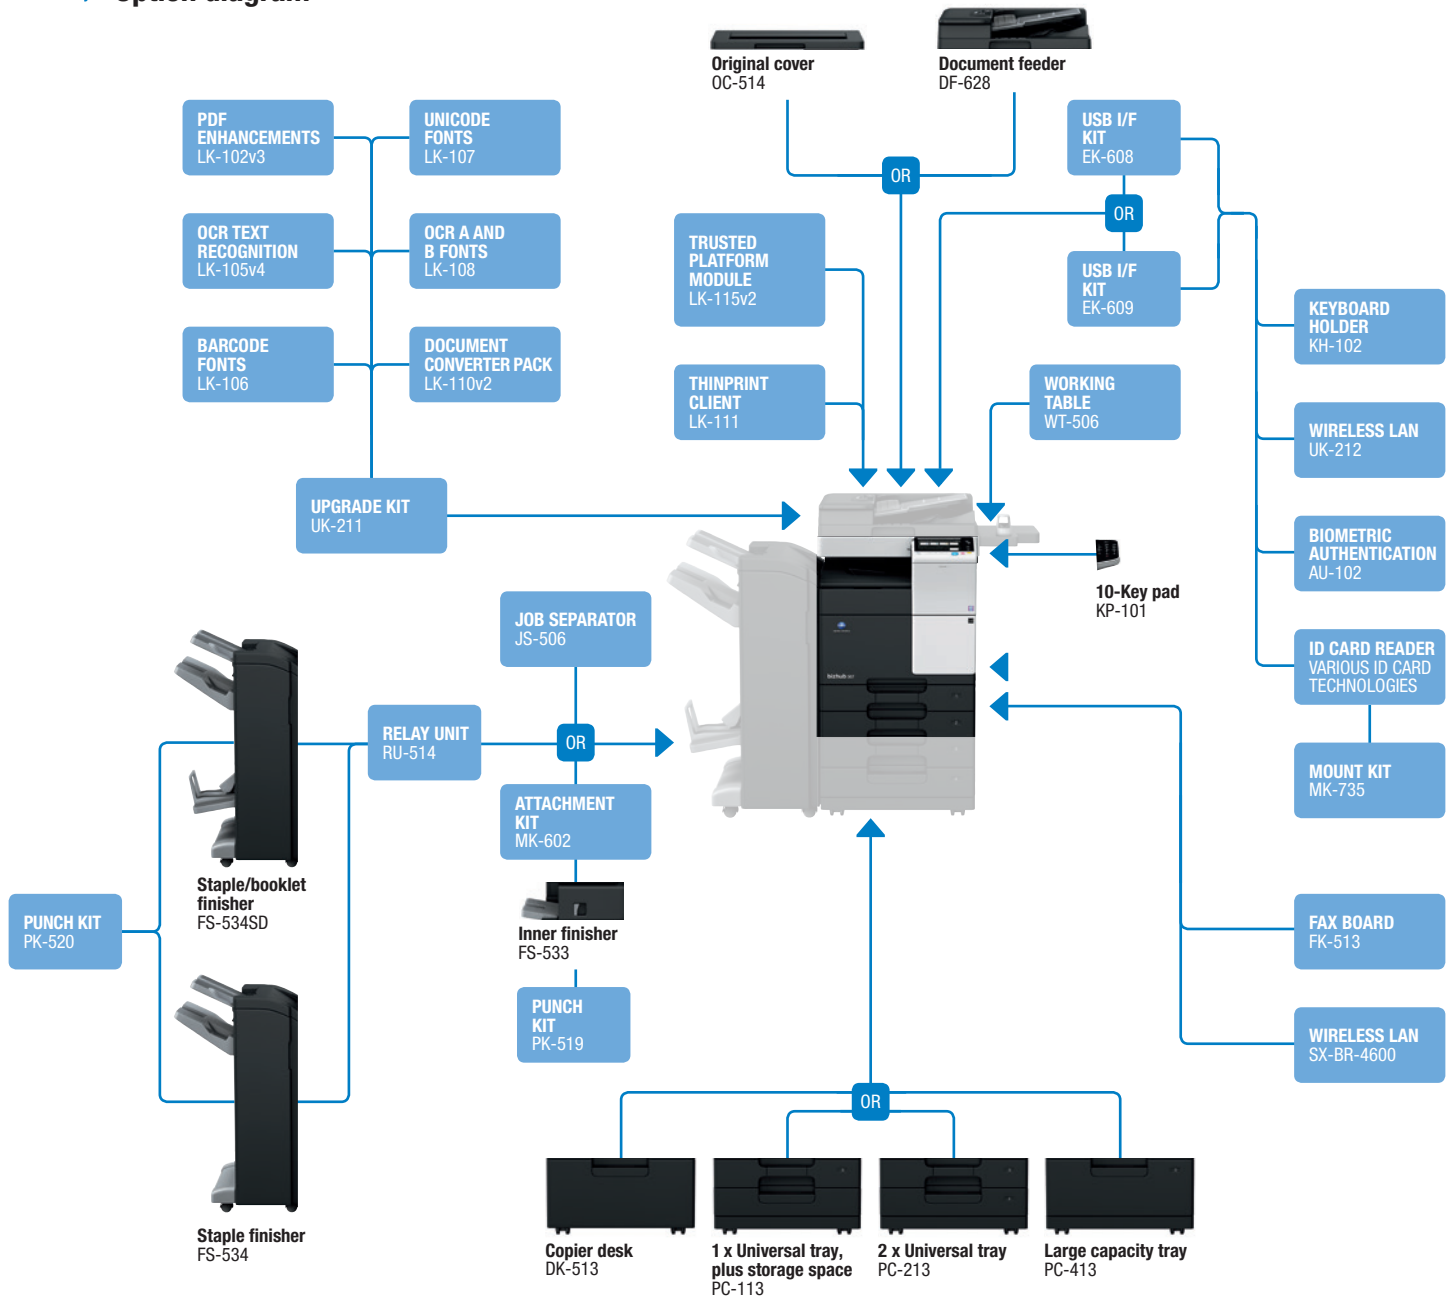 Option diagram
Original cover
OC-514
Document feeder
DF-628
PDF
ENHANCEMENTS
LK-102v3
UNICODE
FONTS
LK-107
USB I/F
KIT
EK-608
OR
OR
OCR TEXT
RECOGNITION
LK-105v4
OCR A AND
B FONTS
LK-108
TRUSTED
PLATFORM
MODULE
LK-115v2
USB I/F
KIT
EK-609
KEYBOARD
HOLDER
KH-102
BARCODE
FONTS
LK-106
DOCUMENT
CONVERTER PACK
LK-110v2
THINPRINT
CLIENT
LK-111
WORKING
TABLE
WT-506
WIRELESS LAN
UK-212
UPGRADE KIT
UK-211
BIOMETRIC
AUTHENTICATION
AU-102
10-Key pad
KP-101
JOB SEPARATOR
JS-506
ID CARD READER
VARIOUS ID CARD
TECHNOLOGIES
bizhub
RELAY UNIT
RU-514
OR
MOUNT KIT
MK-735
ATTACHMENT
KIT
MK-602
Staple/booklet
finisher
FS-534SD
PUNCH KIT
PK-520
Inner finisher
FS-533
FAX BOARD
FK-513
PUNCH
KIT
PK-519
WIRELESS LAN
SX-BR-4600
OR
Staple finisher
FS-534
Copier desk
DK-513
1 x Universal tray,
plus storage space
PC-113
2 x Universal tray
PC-213
Large capacity tray
PC-413